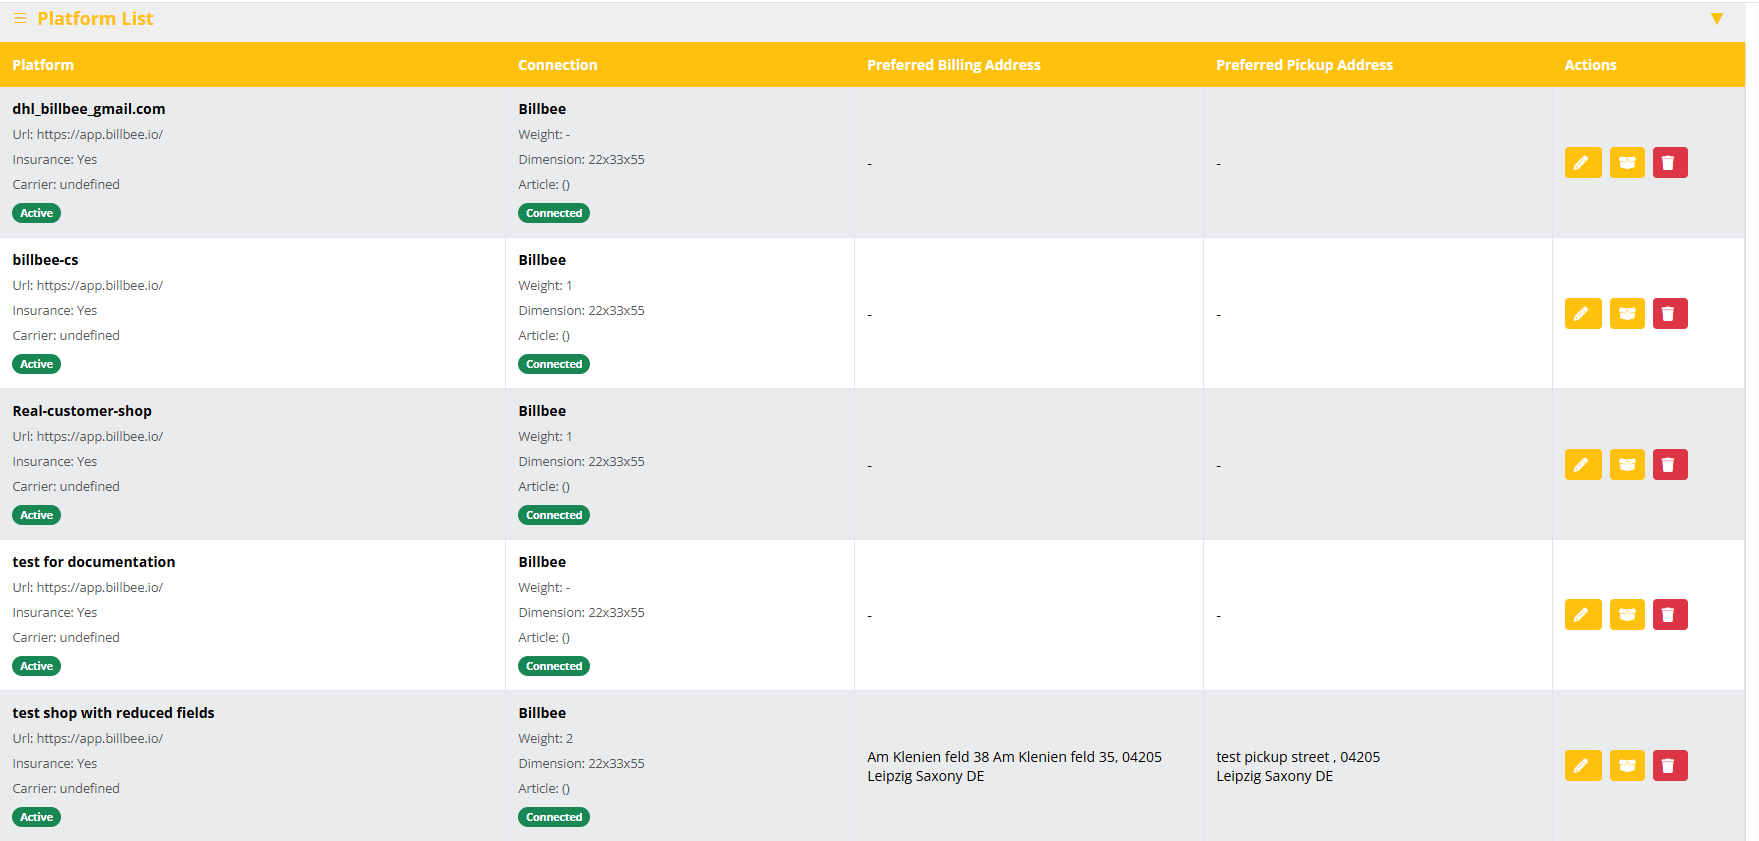 Platform List
Platform Connection Preferred Billing Address Preferred Pickup Address Actions
dhl_billbee_gmail.com Billbee
Url: https://app.billbee.io/ Weight: -
Insurance: Yes Dimension: 22x33x55 - -
Carrier: undefined Article: ()
Active Connected
billbee-cs Billbee
Url: https://app.billbee.io/ Weight: 1
Insurance: Yes Dimension: 22x33x55 - -
Carrier: undefined Article: ()
Active Connected
Real-customer-shop Billbee
Url: https://app.billbee.io/ Weight: 1
Insurance: Yes Dimension: 22x33x55 - -
Carrier: undefined Article: ()
Active Connected
test for documentation Billbee
Url: https://app.billbee.io/ Weight: -
Insurance: Yes Dimension: 22x33x55 - -
Carrier: undefined Article: ()
Active Connected
test shop with reduced fields Billbee
Url: https://app.billbee.io/ Weight: 2
Insurance: Yes Dimension: 22x33x55 Am Klenien feld 38 Am Klenien feld 35, 04205 test pickup street , 04205
Leipzig Saxony DE Leipzig Saxony DE
Carrier: undefined Article: ()
Active Connected